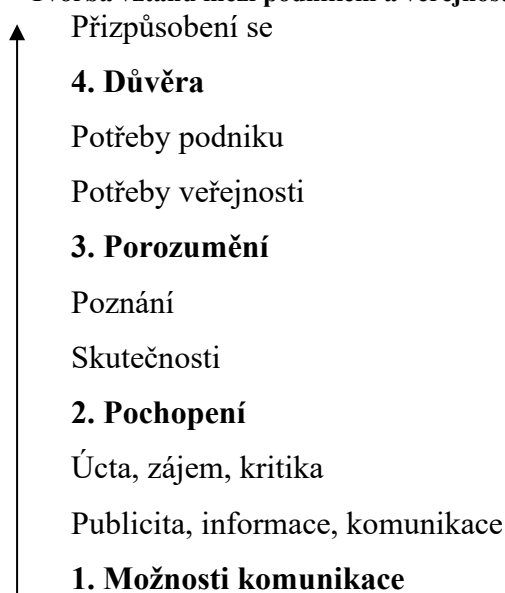 Přizpůsobení se
4. Důvěra
Potřeby podniku
Potřeby veřejnosti
3. Porozumění
Poznání
Skutečnosti
2. Pochopení
Úcta, zájem, kritika
Publicita, informace, komunikace
1. Možnosti komunikace